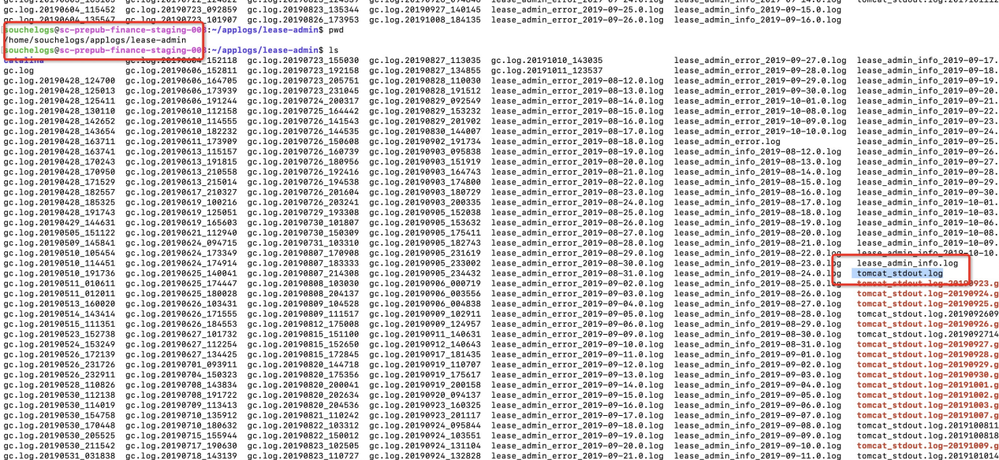 gc.log.20190604_115452 gc.log.20190723_092859 gc.log.20190823_135344 gc.log.20190927_140145 lease_admin_error_2019-09-25.0.log lease_admin_info_2019-09-15.0.log
gc.log.20190604_135547 gc.log.20190723_101907 gc.log.20190826_173953 gc.log.20191008_184135 lease_admin_error_2019-09-26.0.log lease_admin_info_2019-09-16.0.log
souchelogs@sc-prepub-finance-staging-003:~/applogs/lease-admin$ pwd
/home/souchelogs/applogs/lease-admin
souchelogs@sc-prepub-finance-staging-003:~/applogs/lease-admin$ ls
catalina gc.log.20190604_152118 gc.log.20190723_155030 gc.log.20190827_113035 gc.log.20191010_143035 lease_admin_error_2019-09-27.0.log lease_admin_info_2019-09-17.
gc.log gc.log.20190606_152811 gc.log.20190723_192158 gc.log.20190827_134855 gc.log.20191011_123537 lease_admin_error_2019-09-28.0.log lease_admin_info_2019-09-18.
gc.log.20190428_124700 gc.log.20190606_164705 gc.log.20190723_205751 gc.log.20190828_110030 lease_admin_error_2019-08-12.0.log lease_admin_error_2019-09-29.0.log lease_admin_info_2019-09-19.
gc.log.20190428_125013 gc.log.20190606_173939 gc.log.20190723_231045 gc.log.20190828_191512 lease_admin_error_2019-08-13.0.log lease_admin_error_2019-09-30.0.log lease_admin_info_2019-09-20.
gc.log.20190428_125411 gc.log.20190606_191244 gc.log.20190724_200317 gc.log.20190829_092549 lease_admin_error_2019-08-14.0.log lease_admin_error_2019-10-01.0.log lease_admin_info_2019-09-21.
gc.log.20190428_130110 gc.log.20190610_112158 gc.log.20190725_164442 gc.log.20190829_153232 lease_admin_error_2019-08-15.0.log lease_admin_error_2019-10-08.0.log lease_admin_info_2019-09-22.
gc.log.20190428_142652 gc.log.20190610_114555 gc.log.20190726_141543 gc.log.20190829_201902 lease_admin_error_2019-08-16.0.log lease_admin_error_2019-10-09.0.log lease_admin_info_2019-09-23.
gc.log.20190428_143654 gc.log.20190610_182232 gc.log.20190726_144535 gc.log.20190830_144007 lease_admin_error_2019-08-17.0.log lease_admin_error_2019-10-10.0.log lease_admin_info_2019-09-24.
gc.log.20190428_163711 gc.log.20190611_173909 gc.log.20190726_150608 gc.log.20190902_191734 lease_admin_error_2019-08-18.0.log lease_admin_error.log lease_admin_info_2019-09-25.
gc.log.20190428_163741 gc.log.20190613_115157 gc.log.20190726_160739 gc.log.20190903_095838 lease_admin_error_2019-08-19.0.log lease_admin_info_2019-08-12.0.log lease_admin_info_2019-09-26.
gc.log.20190428_170243 gc.log.20190613_191815 gc.log.20190726_180956 gc.log.20190903_151919 lease_admin_error_2019-08-20.0.log lease_admin_info_2019-08-13.0.log lease_admin_info_2019-09-27.
gc.log.20190428_170950 gc.log.20190613_210558 gc.log.20190726_192416 gc.log.20190903_164743 lease_admin_error_2019-08-21.0.log lease_admin_info_2019-08-14.0.log lease_admin_info_2019-09-28.
gc.log.20190428_171529 gc.log.20190613_215014 gc.log.20190726_194538 gc.log.20190903_174800 lease_admin_error_2019-08-22.0.log lease_admin_info_2019-08-15.0.log lease_admin_info_2019-09-29.
gc.log.20190428_182557 gc.log.20190617_210327 gc.log.20190726_201604 gc.log.20190903_180729 lease_admin_error_2019-08-23.0.log lease_admin_info_2019-08-16.0.log lease_admin_info_2019-09-30.
gc.log.20190428_185325 gc.log.20190619_100216 gc.log.20190726_203241 gc.log.20190903_200335 lease_admin_error_2019-08-24.0.log lease_admin_info_2019-08-17.0.log lease_admin_info_2019-10-01.
gc.log.20190428_191743 gc.log.20190619_125051 gc.log.20190729_193308 gc.log.20190905_152038 lease_admin_error_2019-08-25.0.log lease_admin_info_2019-08-18.0.log lease_admin_info_2019-10-03.
gc.log.20190429_144631 gc.log.20190619_165603 gc.log.20190730_101807 gc.log.20190905_153632 lease_admin_error_2019-08-26.0.log lease_admin_info_2019-08-19.0.log lease_admin_info_2019-10-06.
gc.log.20190505_151122 gc.log.20190621_112940 gc.log.20190730_150309 gc.log.20190905_175411 lease_admin_error_2019-08-27.0.log lease_admin_info_2019-08-20.0.log lease_admin_info_2019-10-08.
gc.log.20190509_145841 gc.log.20190624_094715 gc.log.20190731_103310 gc.log.20190905_182743 lease_admin_error_2019-08-28.0.log lease_admin_info_2019-08-21.0.log lease_admin_info_2019-10-09.
gc.log.20190510_105454 gc.log.20190624_173349 gc.log.20190807_170908 gc.log.20190905_231619 lease_admin_error_2019-08-29.0.log lease_admin_info_2019-08-22.0.log lease_admin_info_2019-10-10.
gc.log.20190510_114451 gc.log.20190624_174914 gc.log.20190807_183333 gc.log.20190905_233002 lease_admin_error_2019-08-30.0.log lease_admin_info_2019-08-23.0.log lease_admin_info.log
gc.log.20190510_191736 gc.log.20190625_140041 gc.log.20190807_214308 gc.log.20190905_234432 lease_admin_error_2019-08-31.0.log lease_admin_info_2019-08-24.0.log tomcat_stdout.log
gc.log.20190511_010611 gc.log.20190625_174447 gc.log.20190808_103030 gc.log.20190906_000719 lease_admin_error_2019-09-02.0.log lease_admin_info_2019-08-25.0.log tomcat_stdout.log-20190923.g
gc.log.20190511_012011 gc.log.20190625_180028 gc.log.20190808_204137 gc.log.20190906_003556 lease_admin_error_2019-09-03.0.log lease_admin_info_2019-08-26.0.log tomcat_stdout.log-20190924.g
gc.log.20190513_160020 gc.log.20190626_103431 gc.log.20190809_104528 gc.log.20190906_004838 lease_admin_error_2019-09-04.0.log lease_admin_info_2019-08-27.0.log tomcat_stdout.log-20190925.g
gc.log.20190514_143414 gc.log.20190626_171555 gc.log.20190809_111517 gc.log.20190909_102911 lease_admin_error_2019-09-05.0.log lease_admin_info_2019-08-28.0.log tomcat_stdout.log.2019092609
gc.log.20190515_111351 gc.log.20190626_184553 gc.log.20190812_175008 gc.log.20190909_124957 lease_admin_error_2019-09-06.0.log lease_admin_info_2019-08-29.0.log tomcat_stdout.log-20190926.g
gc.log.20190523_152738 gc.log.20190627_101732 gc.log.20190815_151100 gc.log.20190911_140631 lease_admin_error_2019-09-09.0.log lease_admin_info_2019-08-30.0.log tomcat_stdout.log.2019092714
gc.log.20190524_153249 gc.log.20190627_112254 gc.log.20190815_152650 gc.log.20190912_140643 lease_admin_error_2019-09-10.0.log lease_admin_info_2019-08-31.0.log tomcat_stdout.log-20190927.g
gc.log.20190526_172139 gc.log.20190627_134425 gc.log.20190815_172845 gc.log.20190917_181435 lease_admin_error_2019-09-11.0.log lease_admin_info_2019-09-01.0.log tomcat_stdout.log-20190928.g
gc.log.20190526_231726 gc.log.20190701_093911 gc.log.20190820_144718 gc.log.20190919_110707 lease_admin_error_2019-09-12.0.log lease_admin_info_2019-09-02.0.log tomcat_stdout.log-20190929.g
gc.log.20190526_232911 gc.log.20190704_150323 gc.log.20190820_175356 gc.log.20190919_175617 lease_admin_error_2019-09-13.0.log lease_admin_info_2019-09-03.0.log tomcat_stdout.log-20190930.g
gc.log.20190528_110826 gc.log.20190708_143834 gc.log.20190820_200041 gc.log.20190919_200158 lease_admin_error_2019-09-14.0.log lease_admin_info_2019-09-04.0.log tomcat_stdout.log-20191001.g
gc.log.20190530_112138 gc.log.20190708_191722 gc.log.20190820_202634 gc.log.20190920_094137 lease_admin_error_2019-09-15.0.log lease_admin_info_2019-09-05.0.log tomcat_stdout.log-20191002.g
gc.log.20190530_114019 gc.log.20190709_113413 gc.log.20190820_204536 gc.log.20190923_160325 lease_admin_error_2019-09-16.0.log lease_admin_info_2019-09-06.0.log tomcat_stdout.log-20191003.g
gc.log.20190530_154758 gc.log.20190710_135912 gc.log.20190821_110242 gc.log.20190923_201117 lease_admin_error_2019-09-17.0.log lease_admin_info_2019-09-07.0.log tomcat_stdout.log-20191007.g
gc.log.20190530_170448 gc.log.20190710_180632 gc.log.20190822_103312 gc.log.20190924_095844 lease_admin_error_2019-09-18.0.log lease_admin_info_2019-09-08.0.log tomcat_stdout.log.2019100811
gc.log.20190530_205525 gc.log.20190715_155944 gc.log.20190822_150012 gc.log.20190924_103551 lease_admin_error_2019-09-19.0.log lease_admin_info_2019-09-09.0.log tomcat_stdout.log.2019100818
gc.log.20190530_211542 gc.log.20190717_190630 gc.log.20190823_102505 gc.log.20190924_131104 lease_admin_error_2019-09-20.0.log lease_admin_info_2019-09-10.0.log tomcat_stdout.log-20191009.g
gc.log.20190531_031838 gc.log.20190718_143139 gc.log.20190823_110727 gc.log.20190924_132828 lease_admin_error_2019-09-21.0.log lease_admin_info_2019-09-11.0.log tomcat_stdout.log.2019101014